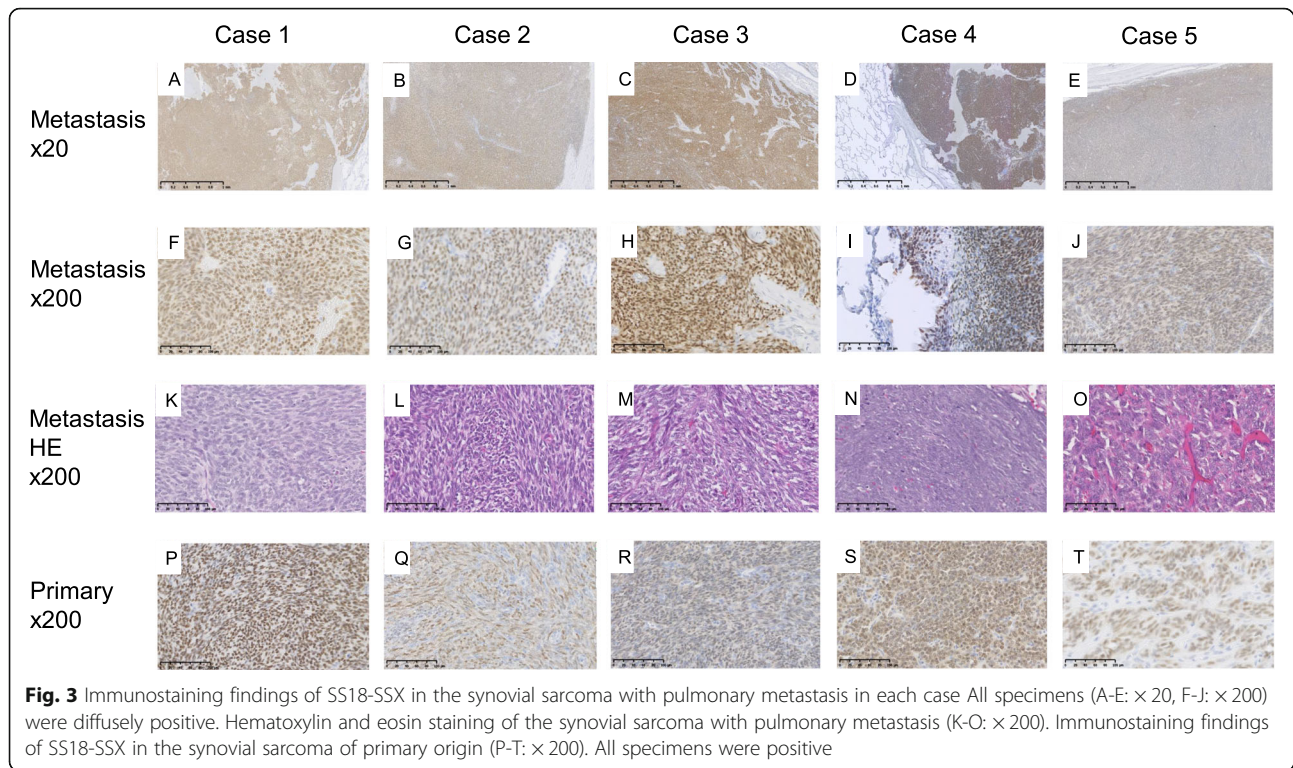 Case 1 Case 2 Case 3 Case 4 Case 5
Metastasis
x20
A B C D E
Metastasis
x200
F G H I J
Metastasis
HE
x200
K L M N O
Primary
x200
P Q R S T
Fig. 3 Immunostaining findings of SS18-SSX in the synovial sarcoma with pulmonary metastasis in each case All specimens (A-E: × 20, F-J: × 200)
were diffusely positive. Hematoxylin and eosin staining of the synovial sarcoma with pulmonary metastasis (K-O: × 200). Immunostaining findings
of SS18-SSX in the synovial sarcoma of primary origin (P-T: × 200). All specimens were positive